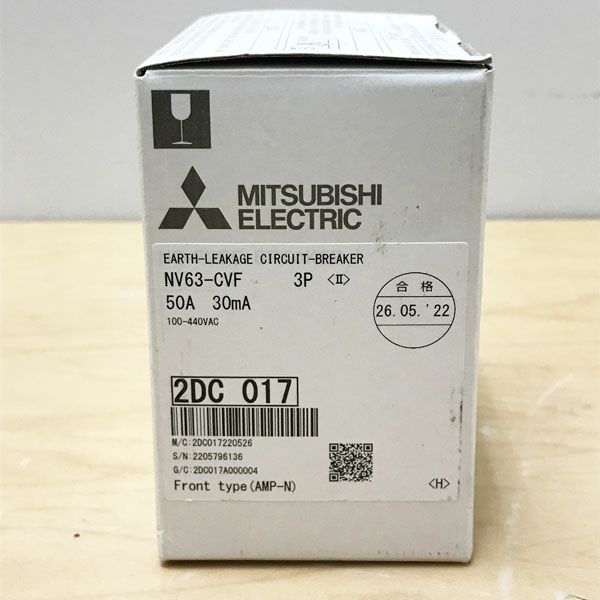 MITSUBISHI
ELECTRIC
EARTH-LEAKAGE CIRCUIT-BREAKER
NV63-CVF 3P <II>
50A 30mA
100-440VAC
合格
26.05.'22
2DC 017
M/C:2DC017220526
S/N:2205796136
G/C:2DC017A000004
Front type(AMP-N)
<H>